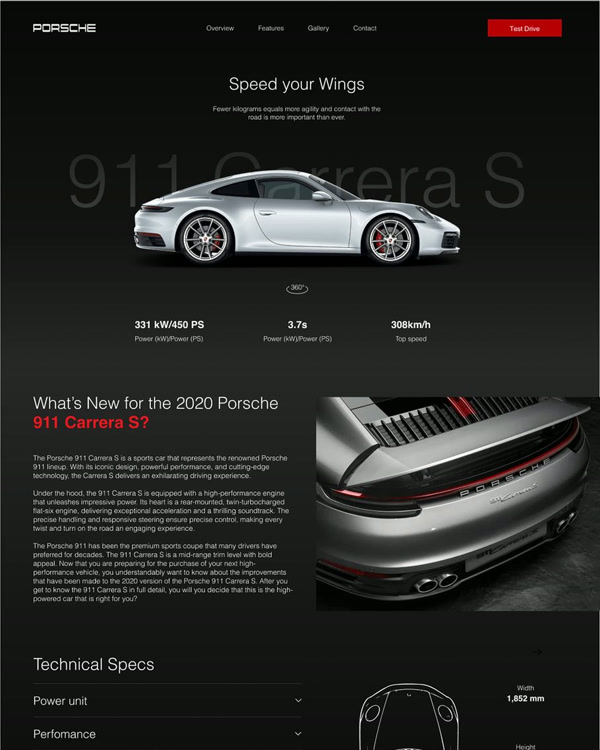 PORSCHE
Overview Features Gallery Contact Test Drive
Speed your Wings
Fewer kilograms equals more agility and contact with the
road is more important than ever.
911 Carrera S
360°
331 kW/450 PS 3.7s 308km/h
Power (kW)/Power (PS) Power (kW)/Power (PS) Top speed
What's New for the 2020 Porsche
911 Carrera S?
The Porsche 911 Carrera S is a sports car that represents the renowned Porsche
911 lineup. With its iconic design, powerful performance, and cutting-edge
technology, the Carrera S delivers an exhilarating driving experience.
Under the hood, the 911 Carrera S is equipped with a high-performance engine
that unleashes impressive power. Its heart is a rear-mounted, twin-turbocharged
flat-six engine, delivering exceptional acceleration and a thrilling soundtrack. The
precise handling and responsive steering ensure precise control, making every
twist and turn on the road an engaging experience.
The Porsche 911 has been the premium sports coupe that many drivers have
preferred for decades. The 911 Carrera S is a mid-range trim level with bold
appeal. Now that you are preparing for the purchase of your next high-
performance vehicle, you understandably want to know about the improvements
that have been made to the 2020 version of the Porsche 911 Carrera S. After you
get to know the 911 Carrera S in full detail, you will you decide that this is the high-
powered car that is right for you?
PORSCHE
Technical Specs
Power unit
Perfomance
Width
1,852 mm
Height